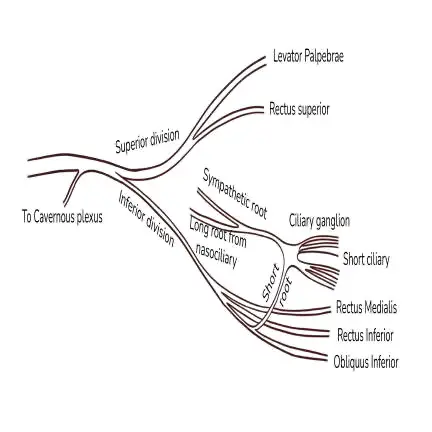 Levator Palpebrae
Rectus superior
Superior division
To Cavernous plexus
Inferior division
Sympathetic root
Long root from
nasociliary
Ciliary ganglion
Short ciliary
Short
root
Rectus Medialis
Rectus Inferior
Obliquus Inferior